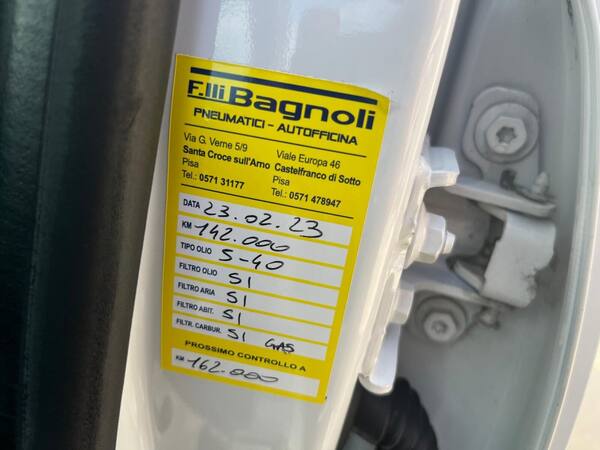 F.lli Bagnoli
PNEUMATICI - AUTOFFICINA
Via G. Verne 5/9
Santa Croce sull'Arno
Pisa
Tel.: 0571 31177
Viale Europa 46
Castelfranco di Sotto
Pisa
Tel.: 0571 478947
DATA 23.02.23
KM 142.000
TIPO OLIO 5-40
FILTRO OLIO SI
FILTRO ARIA SI
FILTRO ABIT. SI
FILTR. CARBUR. SI GAS
PROSSIMO CONTROLLO A
KM 162.000